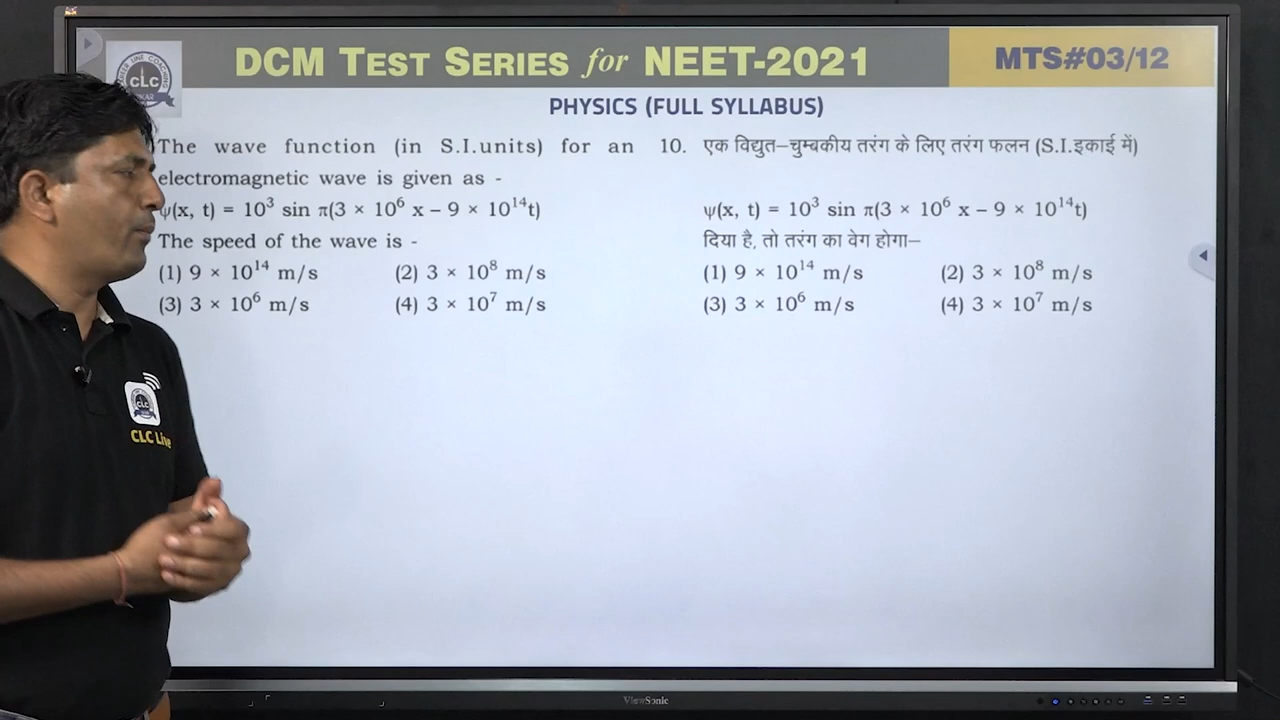 DCM TEST SERIES for NEET-2021
MTS#03/12
CLC
PHYSICS (FULL SYLLABUS)
The wave function (in S.I.units) for an
electromagnetic wave is given as -
ψ(x, t) = 10³ sin π(3 × 10⁶ x – 9 × 10¹⁴t)
The speed of the wave is -
(1) 9 × 10¹⁴ m/s (2) 3 × 10⁸ m/s
(3) 3 × 10⁶ m/s (4) 3 × 10⁷ m/s
10. एक विद्युत–चुम्बकीय तरंग के लिए तरंग फलन (S.I.इकाई में)
ψ(x, t) = 10³ sin π(3 × 10⁶ x – 9 × 10¹⁴t)
दिया है, तो तरंग का वेग होगा–
(1) 9 × 10¹⁴ m/s (2) 3 × 10⁸ m/s
(3) 3 × 10⁶ m/s (4) 3 × 10⁷ m/s
CLC
CLC Live
ViewSonic